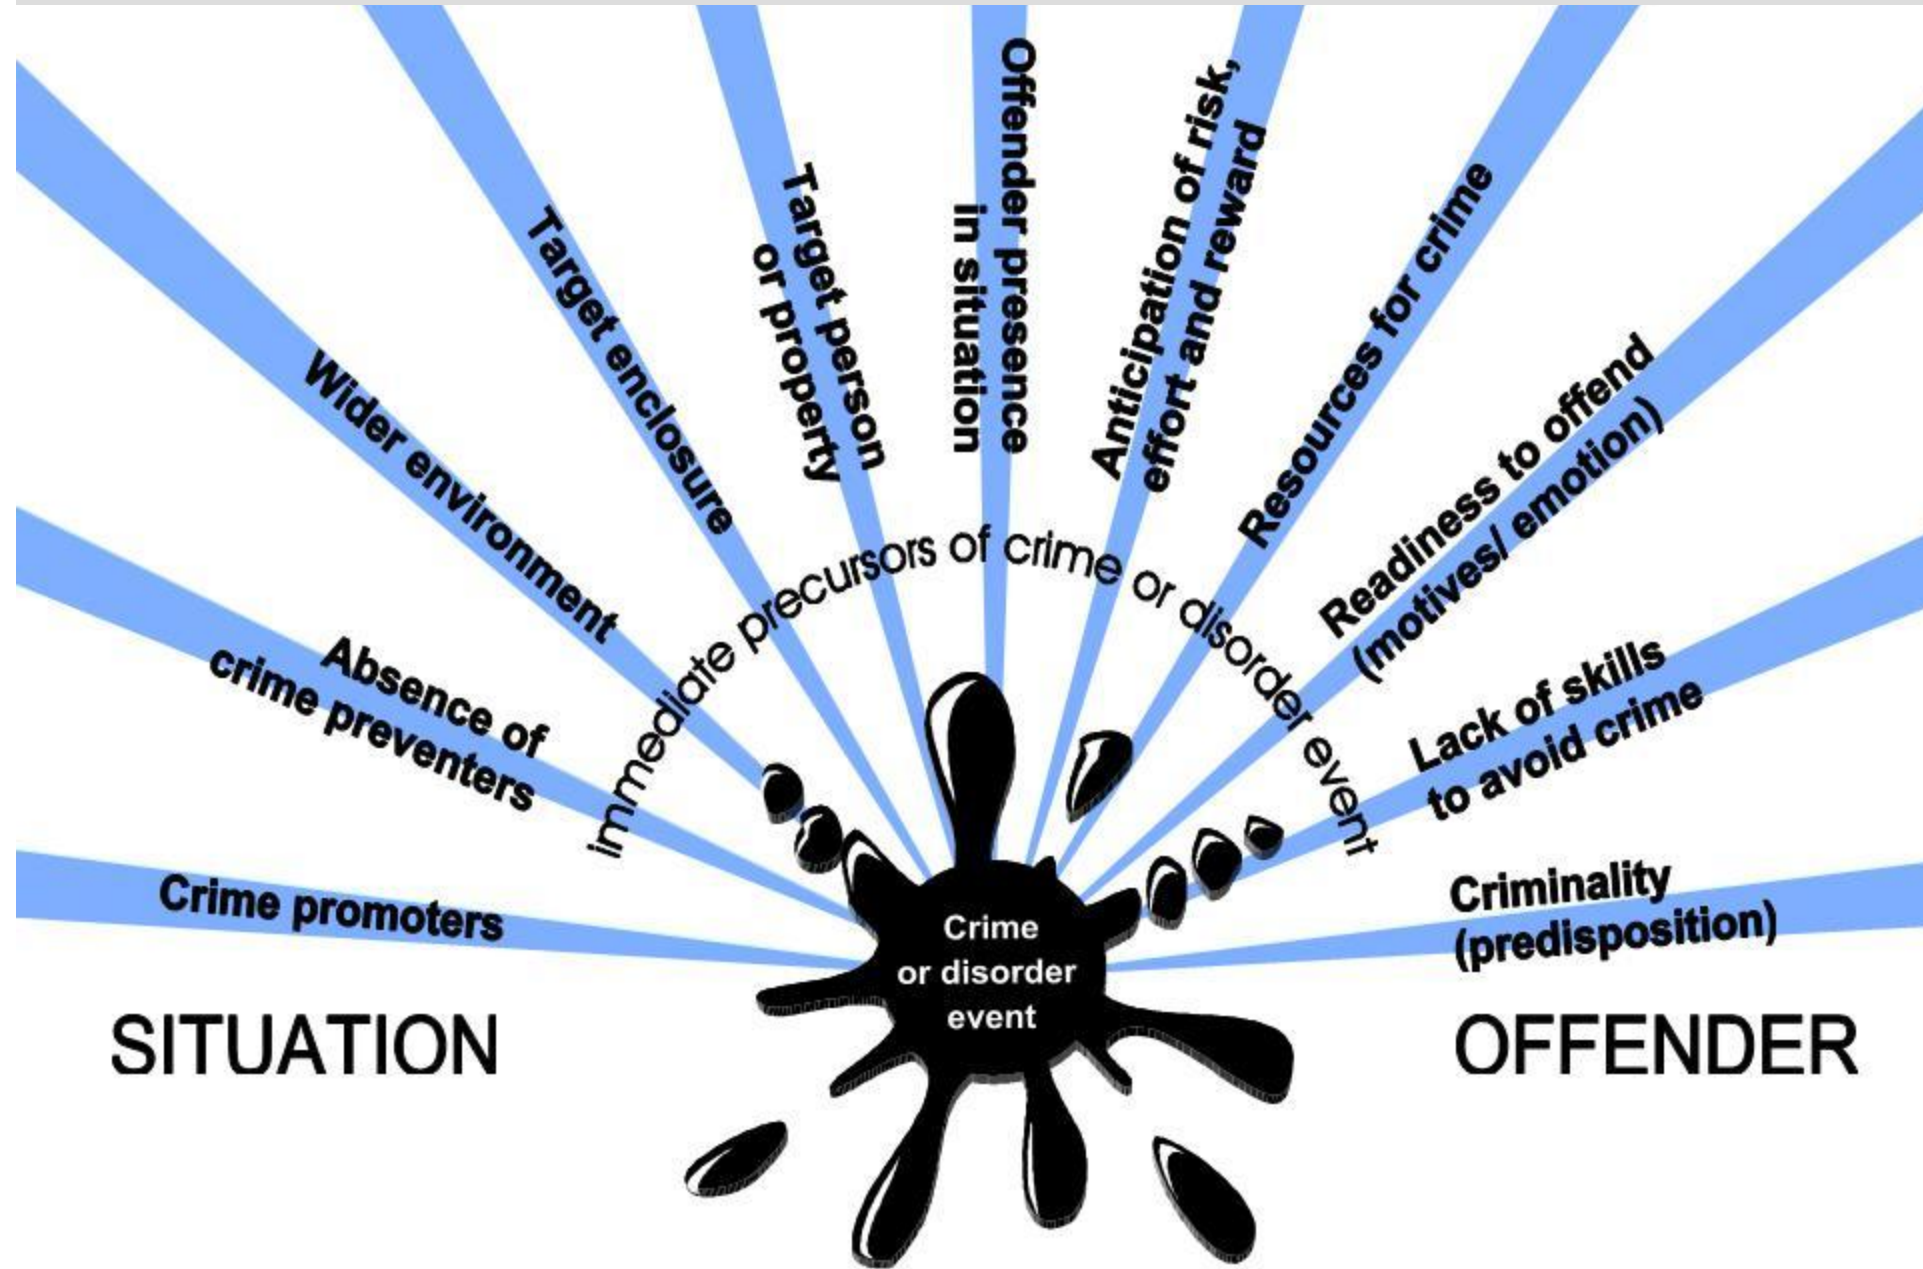 Crime promoters
Absence of
crime preventers
Wider environment
Target enclosure
Target person
or property
Offender presence
in situation
Anticipation of risk,
effort and reward
Resources for crime
Readiness to offend
(motives/ emotion)
Lack of skills
to avoid crime
Criminality
(predisposition)
immediate precursors of crime or disorder event
Crime
or disorder
event
SITUATION
OFFENDER